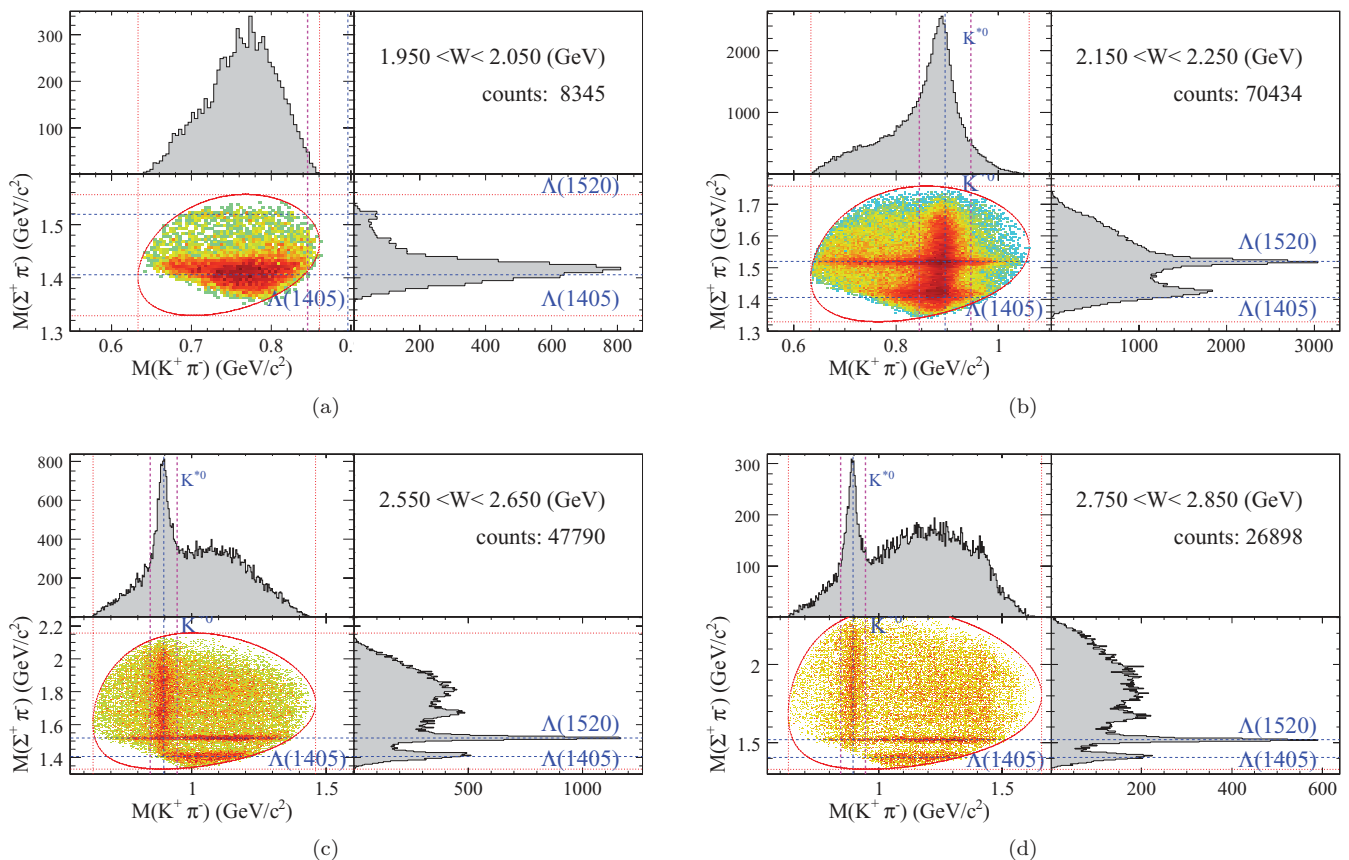 300
200
100
1.950 <W< 2.050 (GeV)
counts: 8345
M(Σ⁺ π⁻) (GeV/c²)
1.5
1.4
1.3
Λ(1520)
Λ(1405)
Λ(1405)
0.6 0.7 0.8 0. 200 400 600 800
M(K⁺ π⁻) (GeV/c²)
(a)
2000
1000
K*⁰
2.150 <W< 2.250 (GeV)
counts: 70434
M(Σ⁺ π⁻) (GeV/c²)
1.7
1.6
1.5
1.4
1.3
K*⁰
Λ(1520)
Λ(1405)
Λ(1405)
0.6 0.8 1 1000 2000 3000
M(K⁺ π⁻) (GeV/c²)
(b)
800
600
400
200
K*⁰
2.550 <W< 2.650 (GeV)
counts: 47790
M(Σ⁺ π⁻) (GeV/c²)
2.2
2
1.8
1.6
1.4
K*⁰
Λ(1520)
Λ(1405)
Λ(1405)
1 1.5 500 1000
M(K⁺ π⁻) (GeV/c²)
(c)
300
200
100
K*⁰
2.750 <W< 2.850 (GeV)
counts: 26898
M(Σ⁺ π⁻) (GeV/c²)
2
1.5
K*⁰
Λ(1520)
Λ(1405)
Λ(1405)
1 1.5 200 400 600
M(K⁺ π⁻) (GeV/c²)
(d)